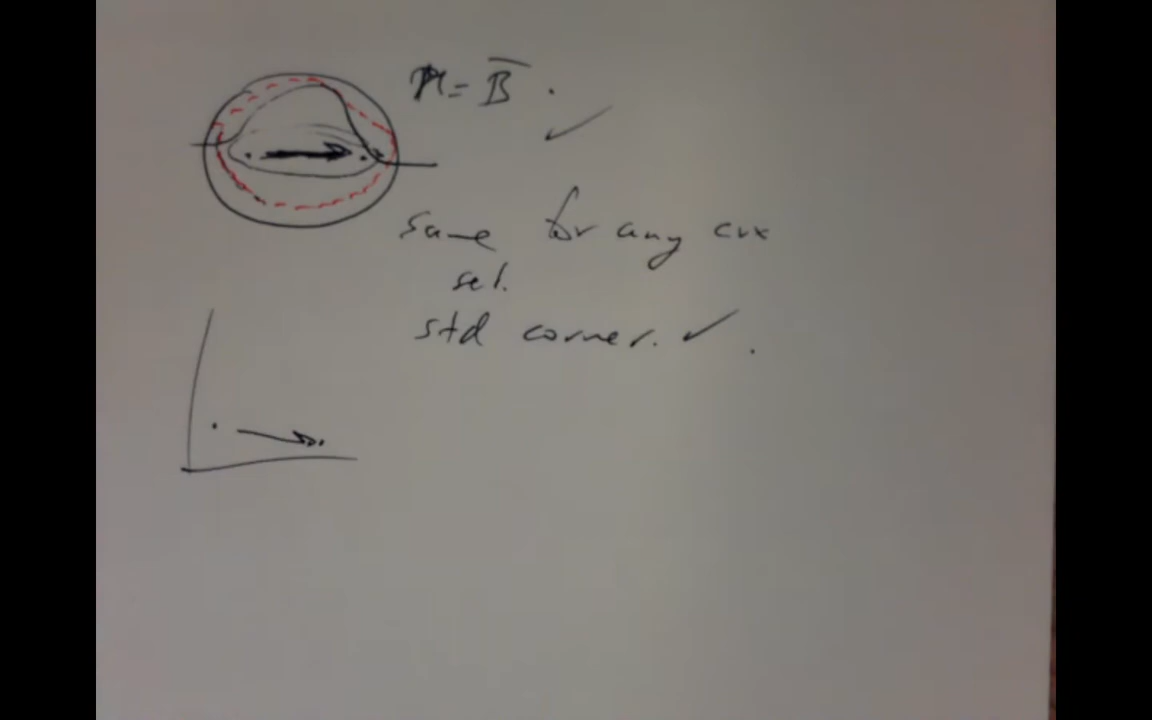 M = B̅ .
same for any cvx
set.
std corner. ✓ .